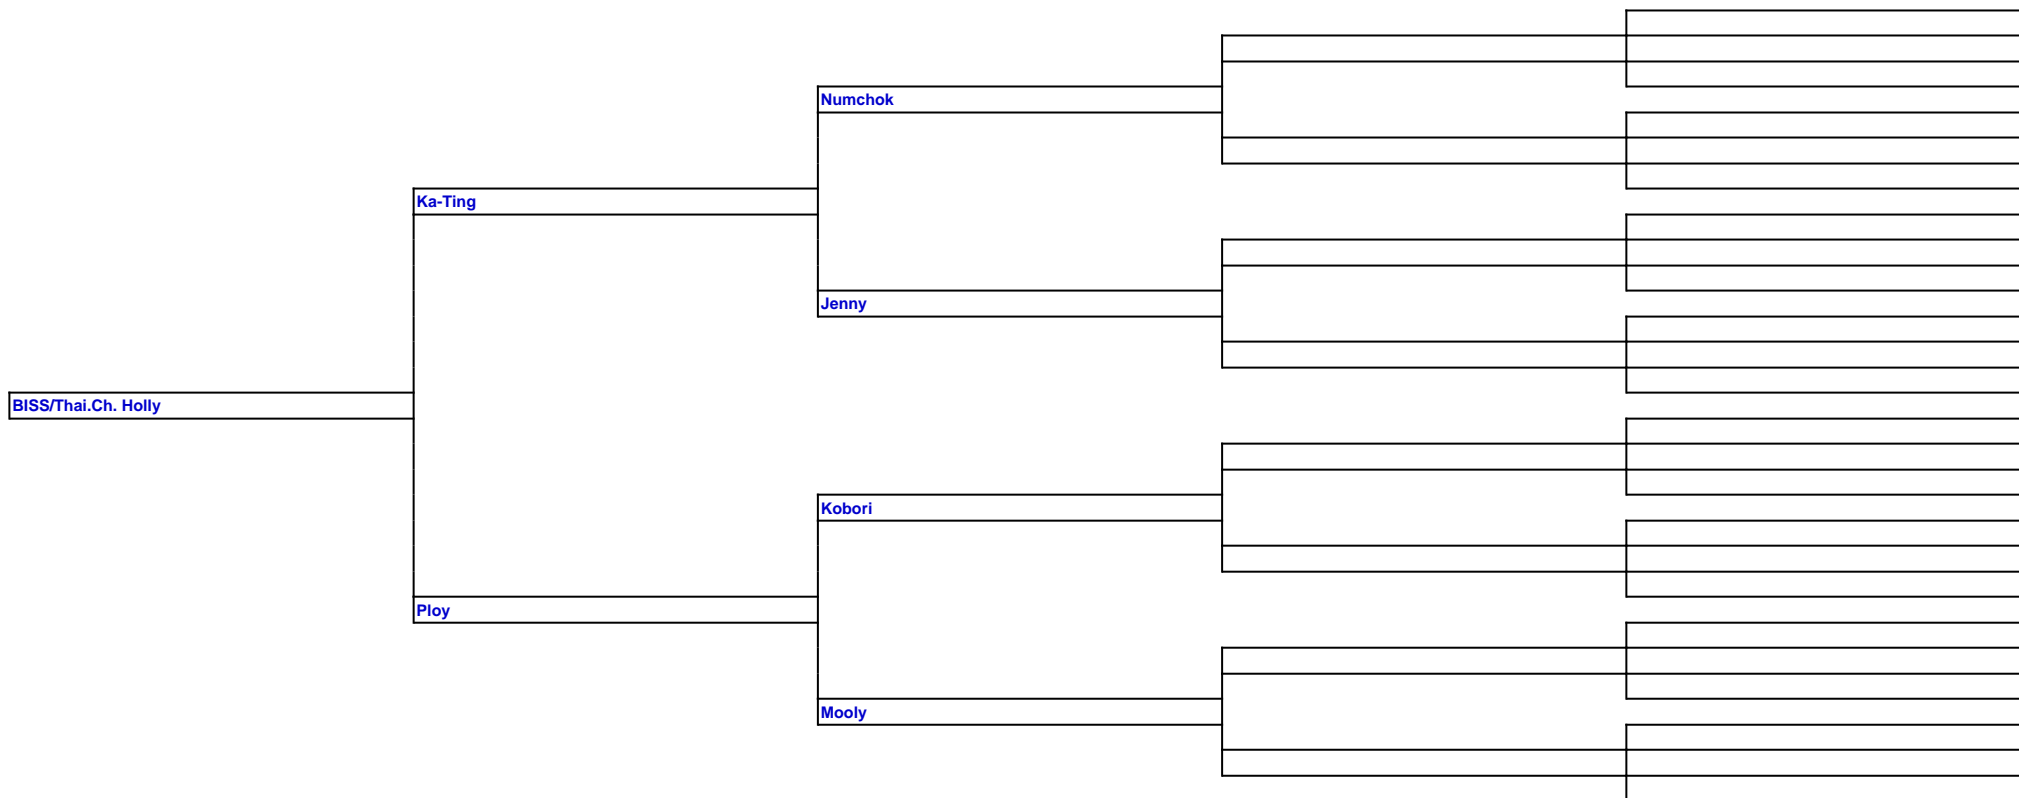 Numchok
Ka-Ting
Jenny
BISS/Thai.Ch. Holly
Kobori
Ploy
Mooly